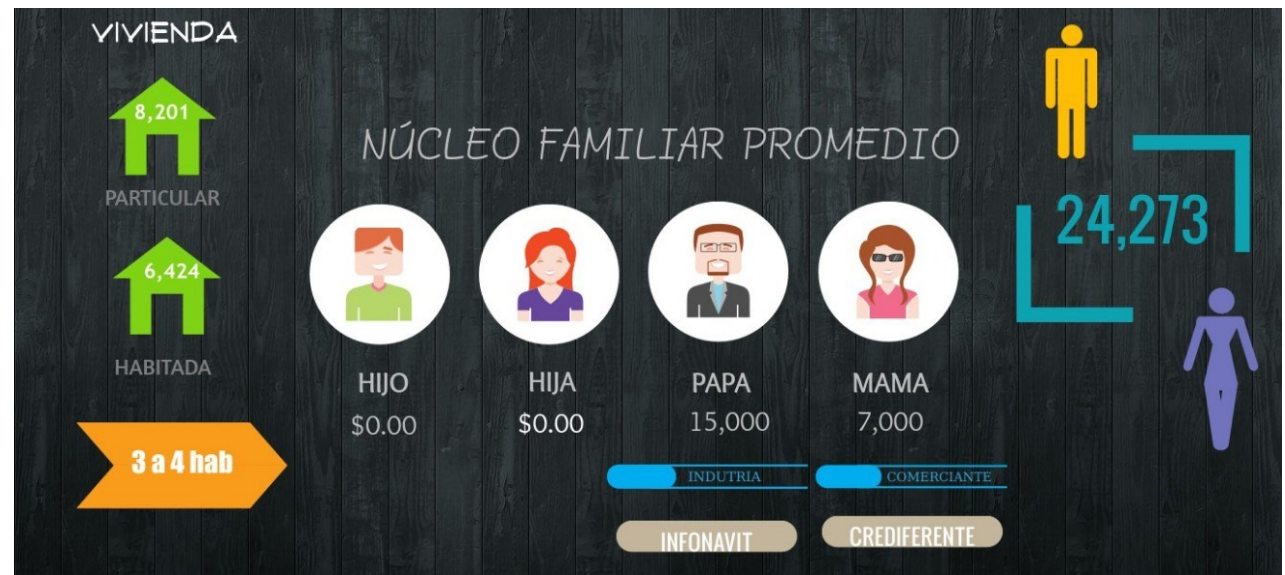 VIVIENDA
8,201
PARTICULAR
6,424
HABITADA
3 a 4 hab
NÚCLEO FAMILIAR PROMEDIO
HIJO
$0.00
HIJA
$0.00
PAPA
15,000
MAMA
7,000
INDUTRIA
COMERCIANTE
INFONAVIT
CREDIFERENTE
24,273